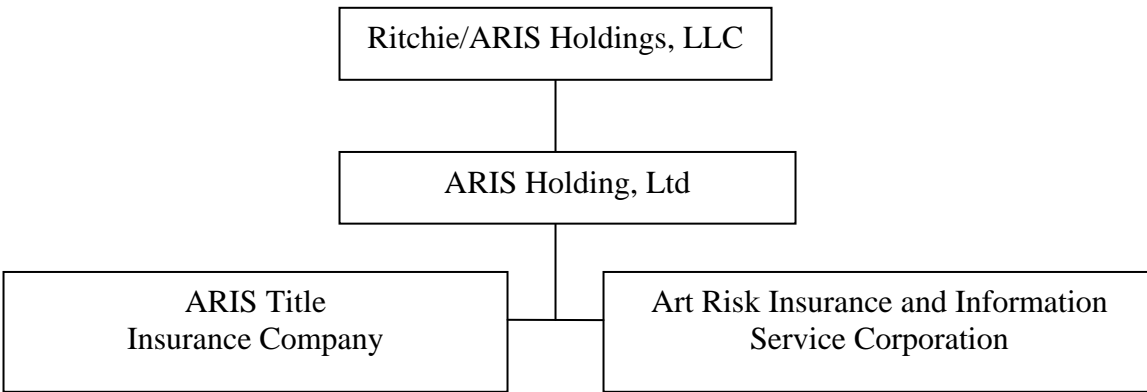 Ritchie/ARIS Holdings, LLC
ARIS Holding, Ltd
ARIS Title
Insurance Company
Art Risk Insurance and Information
Service Corporation